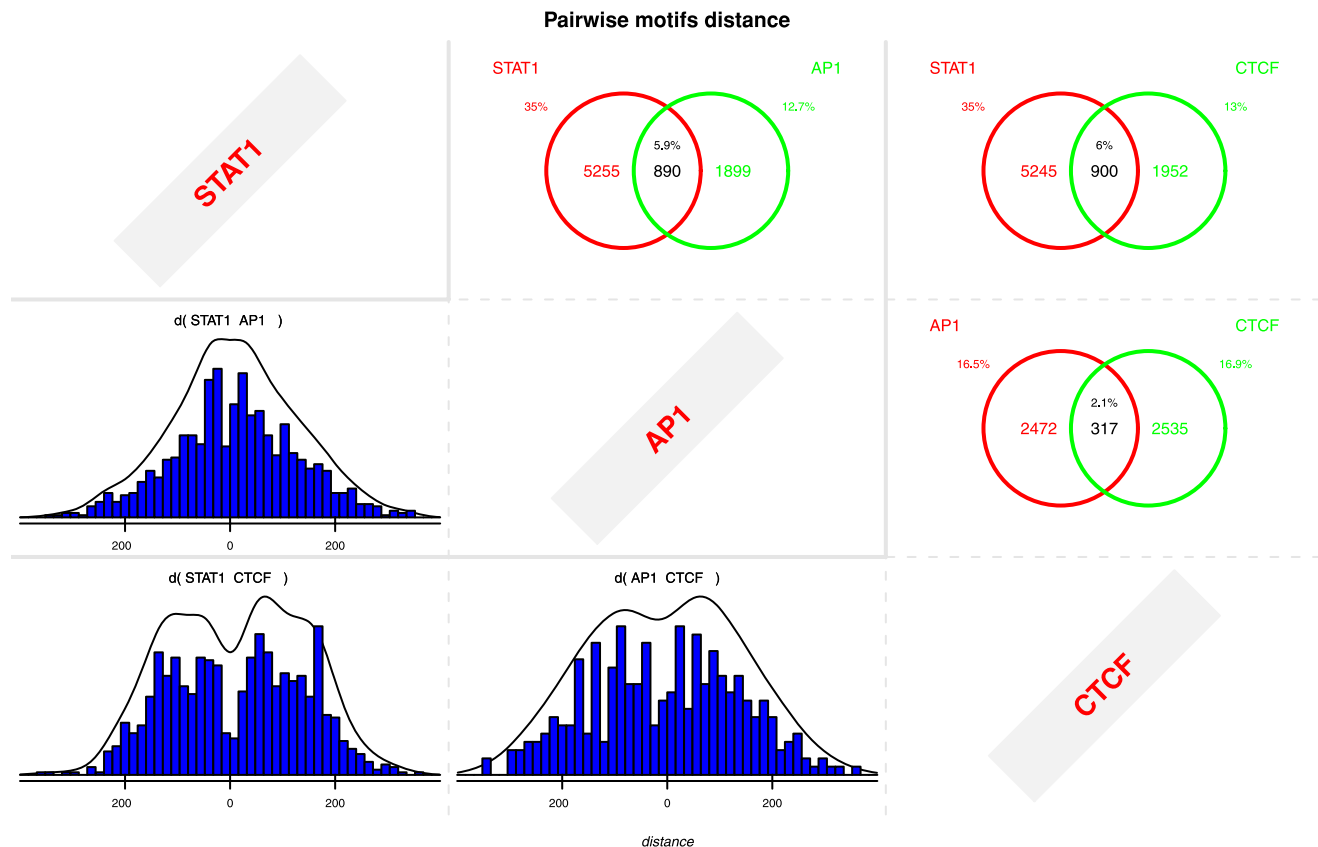 Pairwise motifs distance
STAT1
STAT1 AP1
35% 12.7%
5.9%
5255 890 1899
STAT1 CTCF
35% 13%
6%
5245 900 1952
d( STAT1 AP1 )
200 0 200
AP1
AP1 CTCF
16.5% 16.9%
2.1%
2472 317 2535
d( STAT1 CTCF )
200 0 200
d( AP1 CTCF )
200 0 200
CTCF
distance